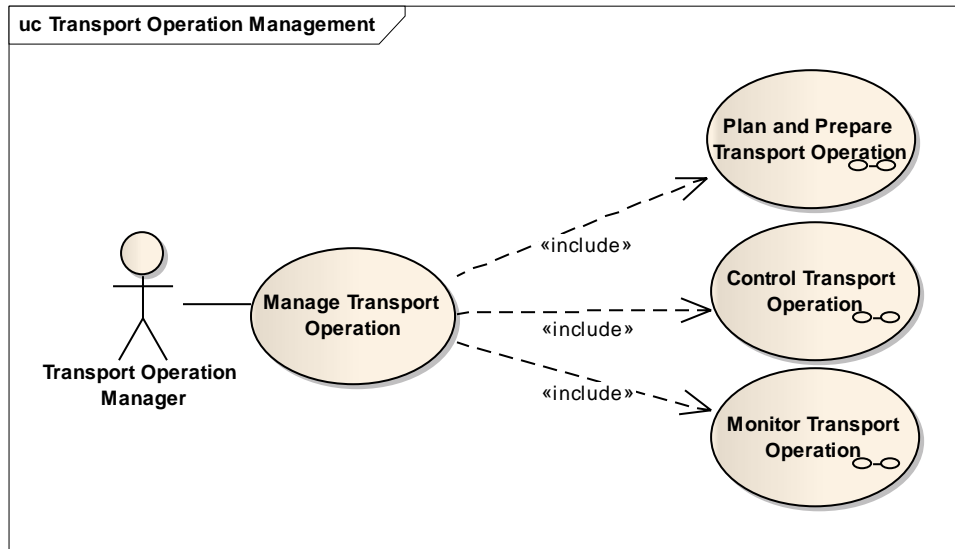 uc Transport Operation Management
Plan and Prepare
Transport Operation
«include»
Control Transport
Operation
Manage Transport
Operation
«include»
Transport Operation
Manager
«include»
Monitor Transport
Operation